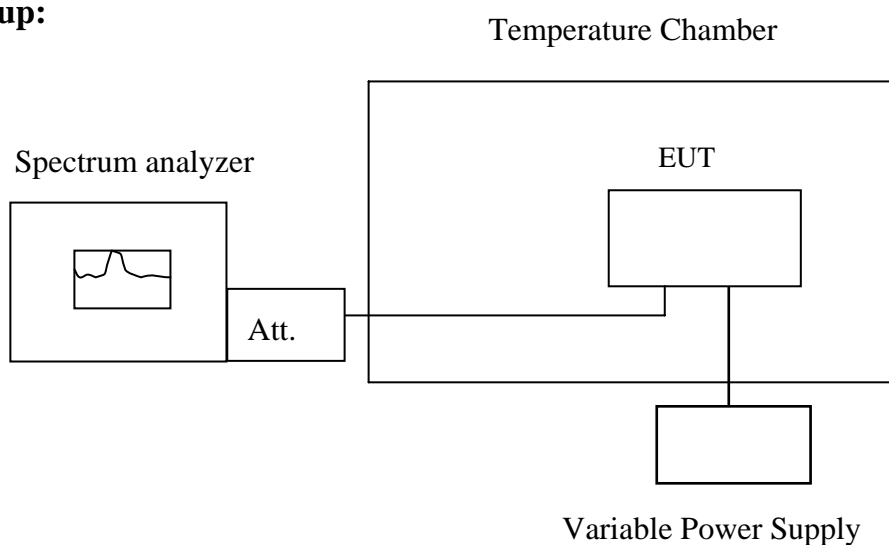 up:
Temperature Chamber
Spectrum analyzer
EUT
Att.
Variable Power Supply